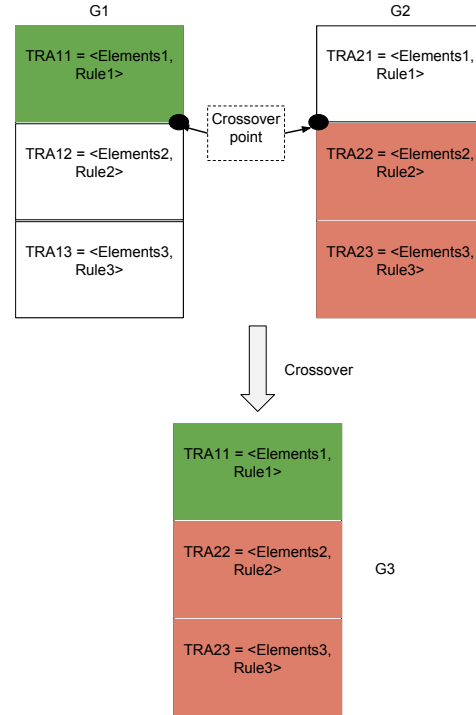 G1
G2
TRA11 = <Elements1,
Rule1>
TRA21 = <Elements1,
Rule1>
Crossover
point
TRA12 = <Elements2,
Rule2>
TRA22 = <Elements2,
Rule2>
TRA13 = <Elements3,
Rule3>
TRA23 = <Elements3,
Rule3>
Crossover
TRA11 = <Elements1,
Rule1>
TRA22 = <Elements2,
Rule2>
G3
TRA23 = <Elements3,
Rule3>